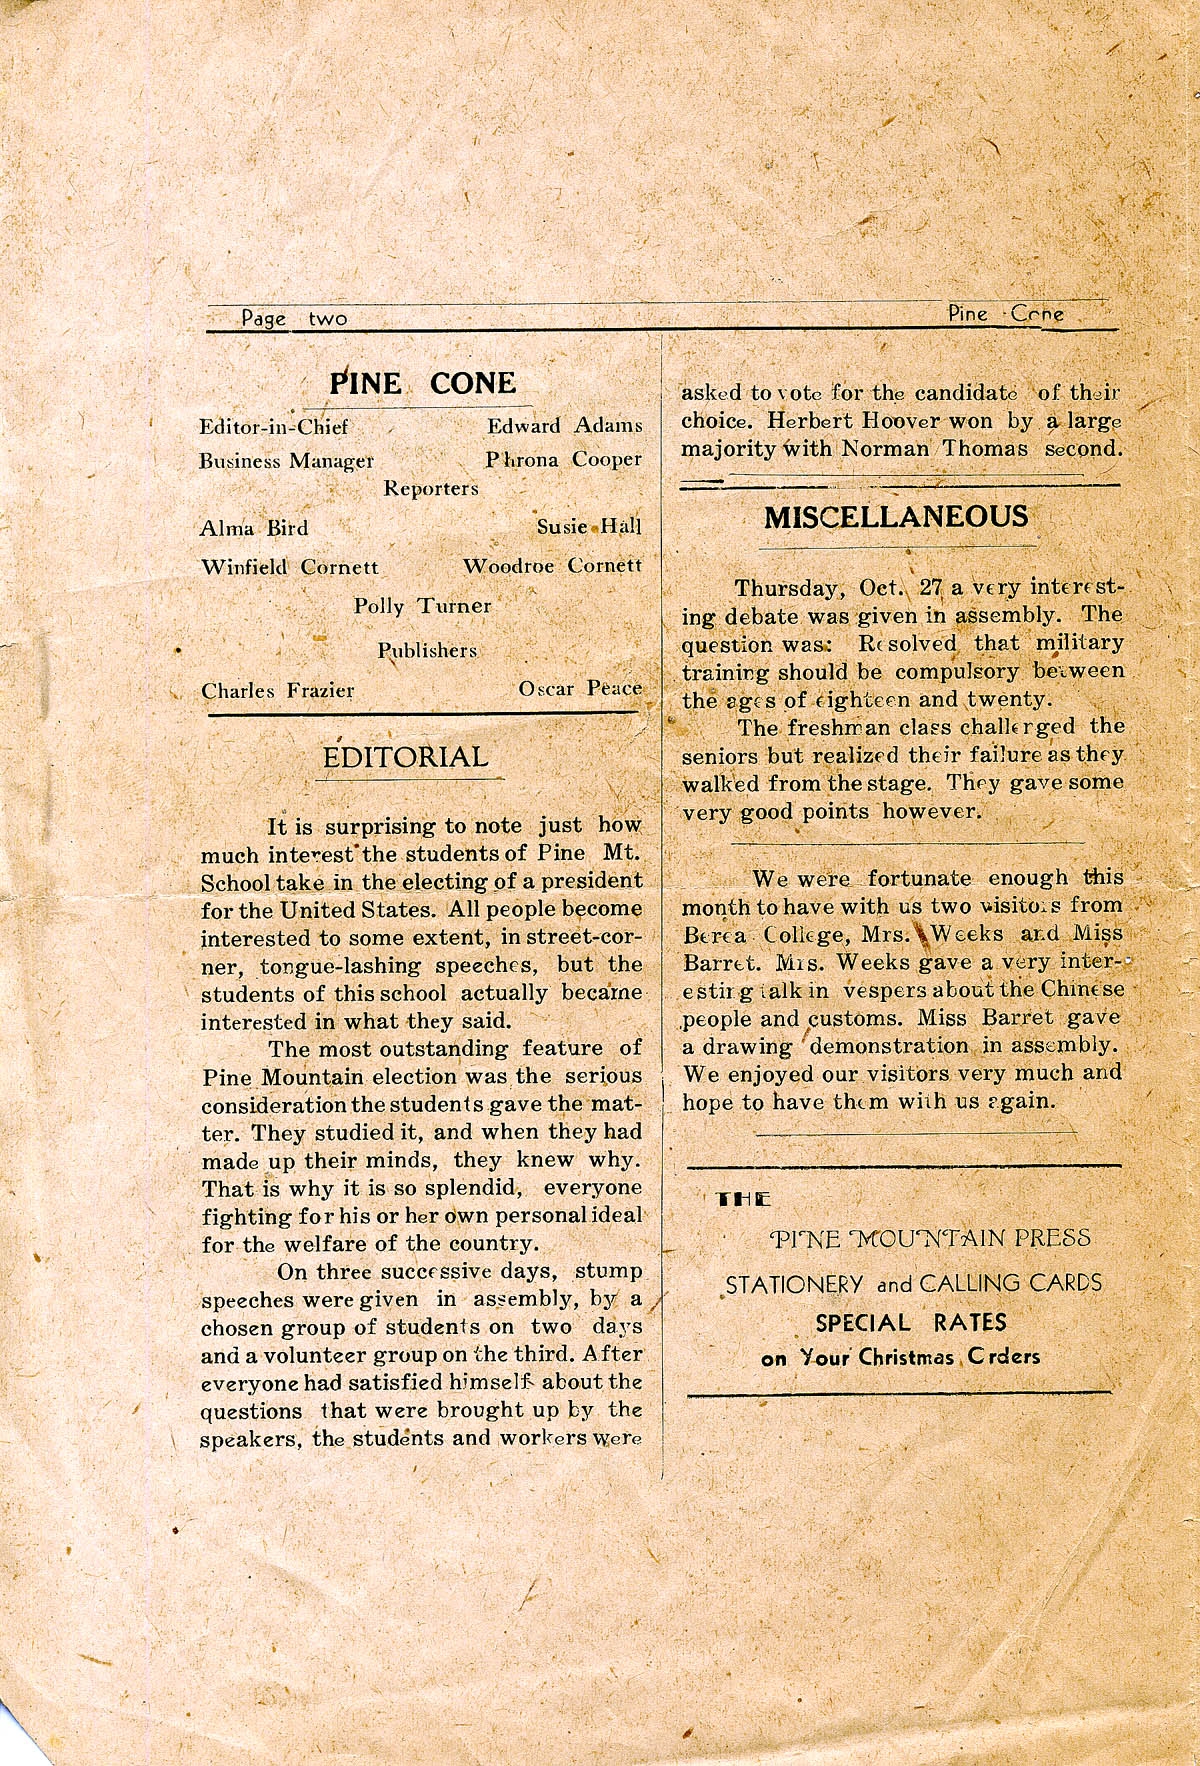 Page two
Pine Cone
PINE CONE
Editor-in-Chief Edward Adams
Business Manager Phrona Cooper
Reporters
Alma Bird Susie Hall
Winfield Cornett Woodroe Cornett
Polly Turner
Publishers
Charles Frazier Oscar Peace
EDITORIAL
It is surprising to note just how
much interest the students of Pine Mt.
School take in the electing of a president
for the United States. All people become
interested to some extent, in street-cor-
ner, tongue-lashing speeches, but the
students of this school actually became
interested in what they said.
The most outstanding feature of
Pine Mountain election was the serious
consideration the students gave the mat-
ter. They studied it, and when they had
made up their minds, they knew why.
That is why it is so splendid, everyone
fighting for his or her own personal ideal
for the welfare of the country.
On three successive days, stump
speeches were given in assembly, by a
chosen group of students on two days
and a volunteer group on the third. After
everyone had satisfied himself about the
questions that were brought up by the
speakers, the students and workers were
asked to vote for the candidate of their
choice. Herbert Hoover won by a large
majority with Norman Thomas second.
MISCELLANEOUS
Thursday, Oct. 27 a very interest-
ing debate was given in assembly. The
question was: Resolved that military
training should be compulsory between
the ages of eighteen and twenty.
The freshman class challenged the
seniors but realized their failure as they
walked from the stage. They gave some
very good points however.
We were fortunate enough this
month to have with us two visitors from
Berea College, Mrs. Weeks and Miss
Barret. Mrs. Weeks gave a very inter-
esting talk in vespers about the Chinese
people and customs. Miss Barret gave
a drawing demonstration in assembly.
We enjoyed our visitors very much and
hope to have them with us again.
THE
PINE MOUNTAIN PRESS
STATIONERY and CALLING CARDS
SPECIAL RATES
on Your Christmas Orders